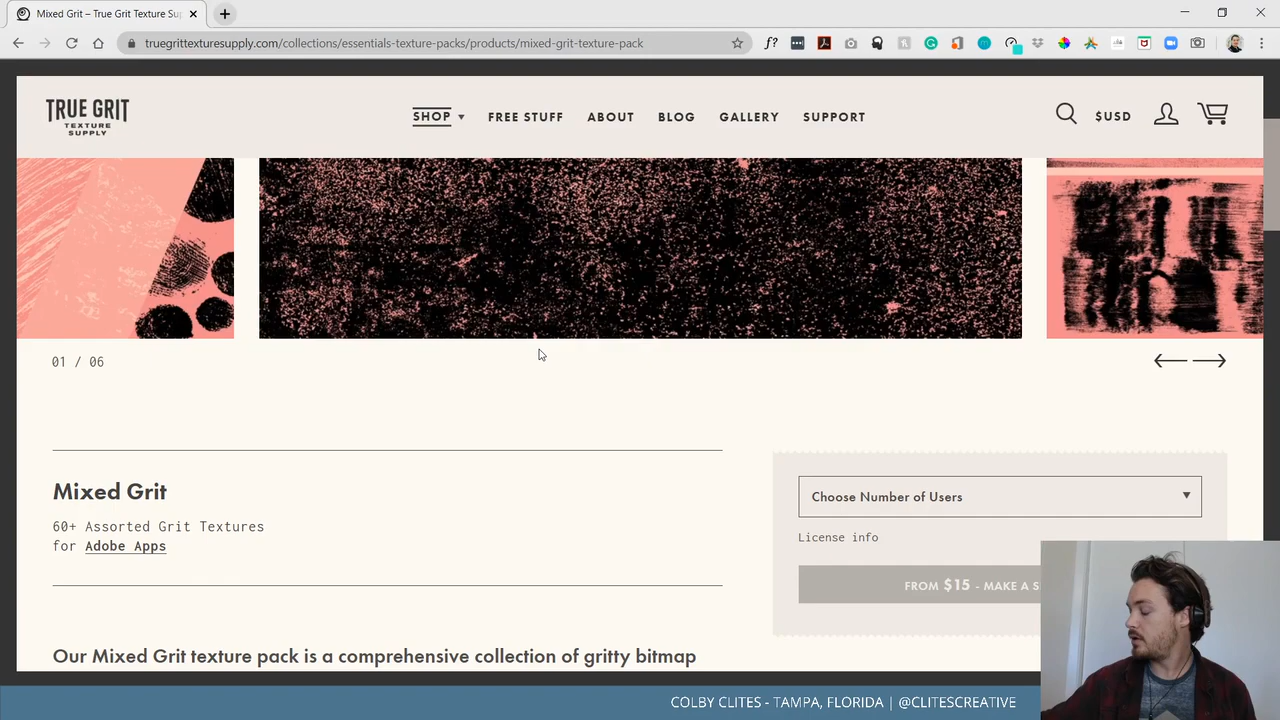 Mixed Grit – True Grit Texture Su
truegrittexturesupply.com/collections/essentials-texture-packs/products/mixed-grit-texture-pack
TRUE GRIT
TEXTURE
SUPPLY
SHOP
FREE STUFF
ABOUT
BLOG
GALLERY
SUPPORT
$USD
01 / 06
Mixed Grit
60+ Assorted Grit Textures
for Adobe Apps
Choose Number of Users
License info
FROM $15 - MAKE A S
Our Mixed Grit texture pack is a comprehensive collection of gritty bitmap
COLBY CLITES - TAMPA, FLORIDA | @CLITESCREATIVE